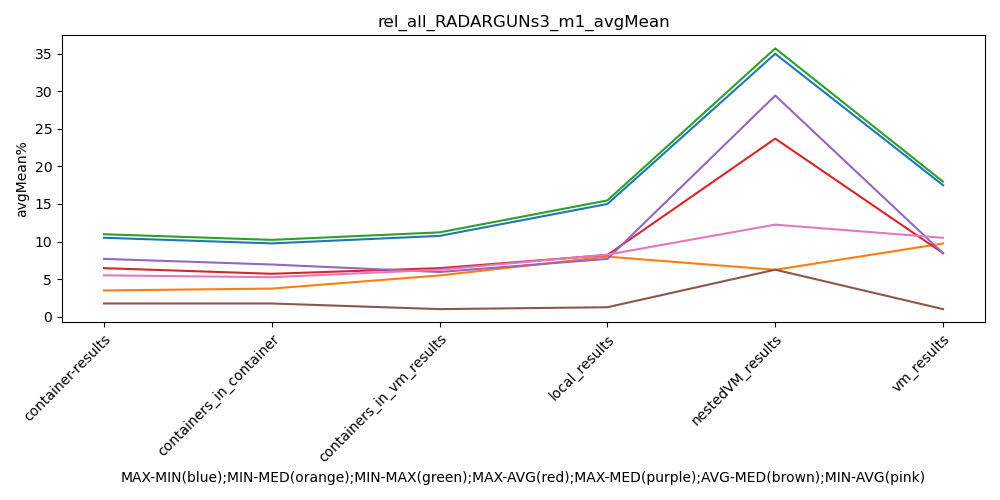 rel_all_RADARGUNs3_m1_avgMean
avgMean%
35
30
25
20
15
10
5
0
container-results
containers_in_container
containers_in_vm_results
local_results
nestedVM_results
vm_results
MAX-MIN(blue);MIN-MED(orange);MIN-MAX(green);MAX-AVG(red);MAX-MED(purple);AVG-MED(brown);MIN-AVG(pink)